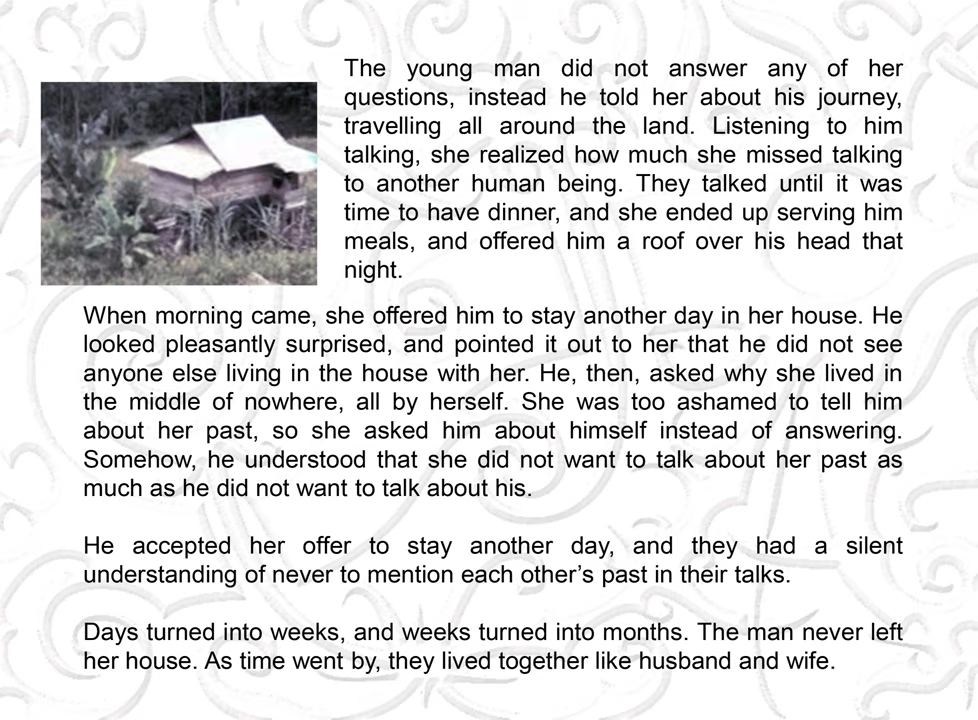 The young man did not answer any of her
questions, instead he told her about his journey,
travelling all around the land. Listening to him
talking, she realized how much she missed talking
to another human being. They talked until it was
time to have dinner, and she ended up serving him
meals, and offered him a roof over his head that
night.
When morning came, she offered him to stay another day in her house. He
looked pleasantly surprised, and pointed it out to her that he did not see
anyone else living in the house with her. He, then, asked why she lived in
the middle of nowhere, all by herself. She was too ashamed to tell him
about her past, so she asked him about himself instead of answering.
Somehow, he understood that she did not want to talk about her past as
much as he did not want to talk about his.
He accepted her offer to stay another day, and they had a silent
understanding of never to mention each other’s past in their talks.
Days turned into weeks, and weeks turned into months. The man never left
her house. As time went by, they lived together like husband and wife.